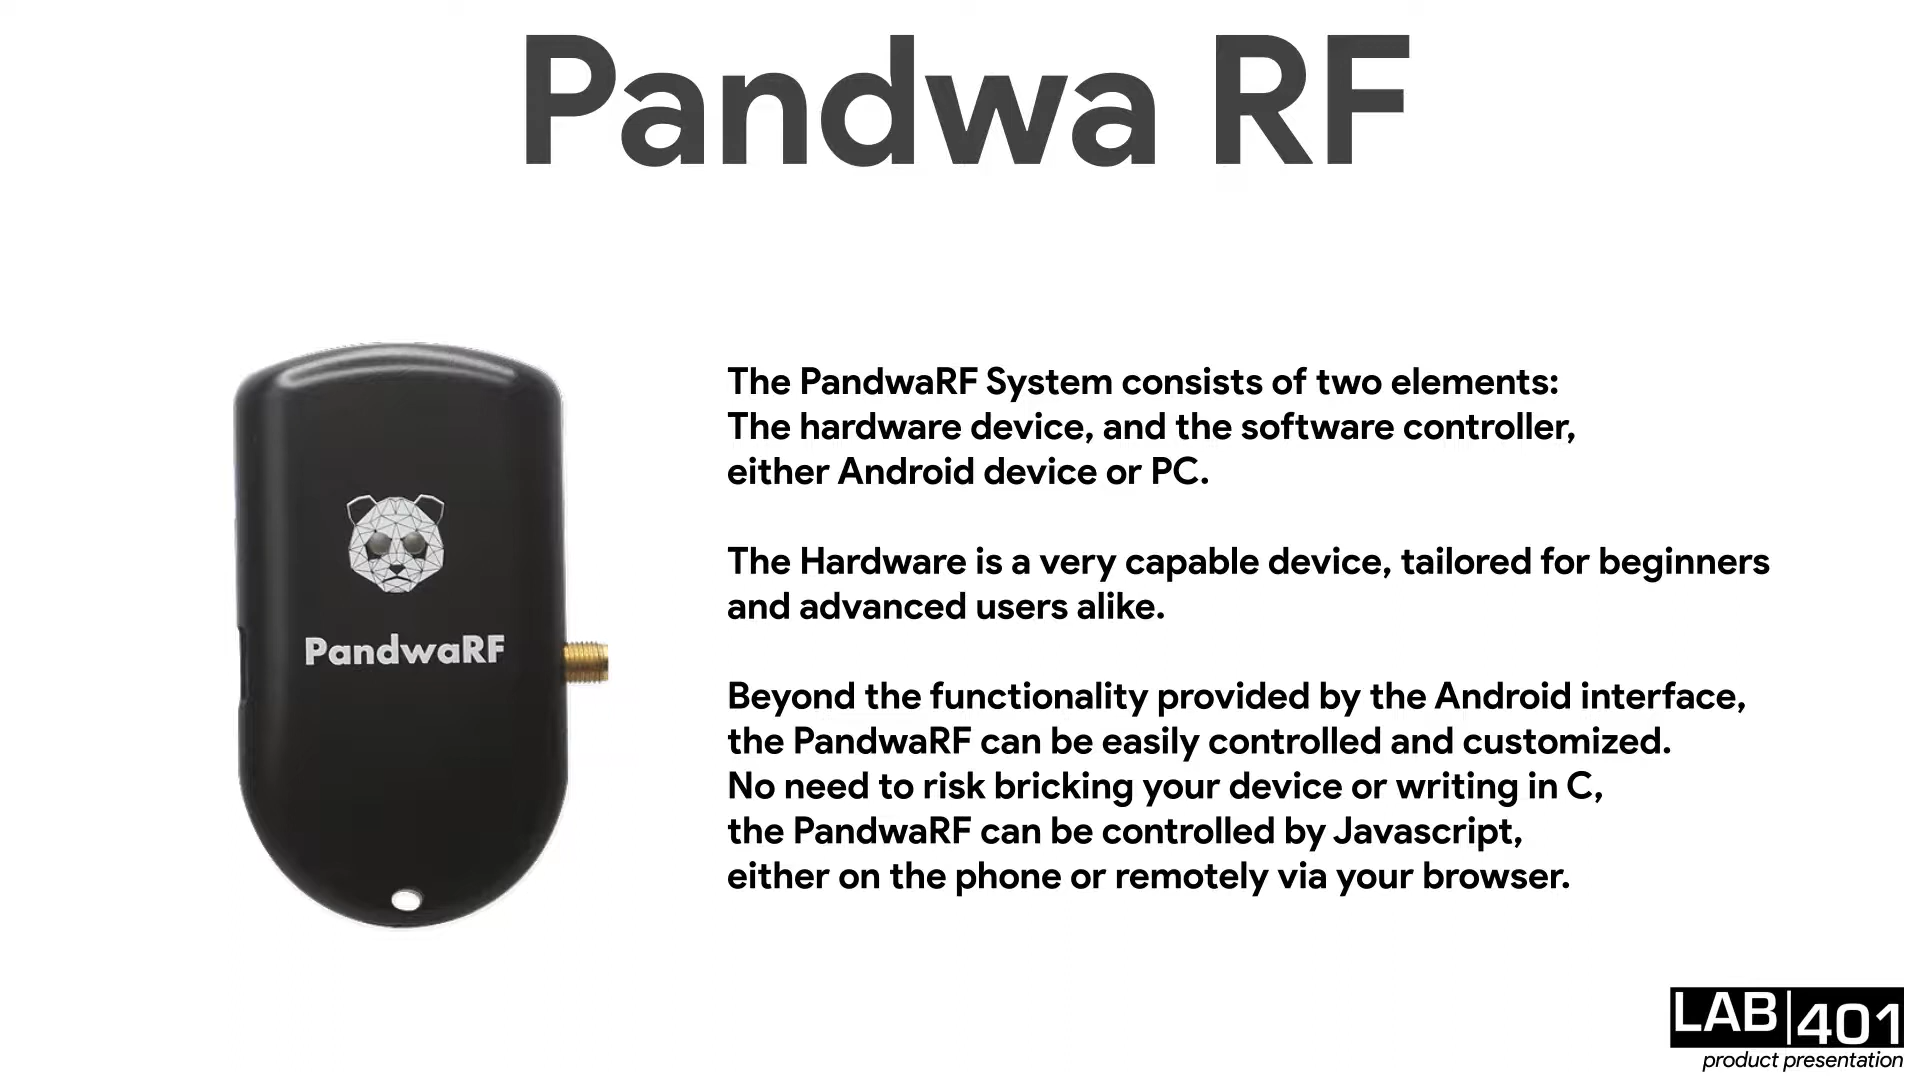 Pandwa RF
PandwaRF
The PandwaRF System consists of two elements:
The hardware device, and the software controller,
either Android device or PC.
The Hardware is a very capable device, tailored for beginners
and advanced users alike.
Beyond the functionality provided by the Android interface,
the PandwaRF can be easily controlled and customized.
No need to risk bricking your device or writing in C,
the PandwaRF can be controlled by Javascript,
either on the phone or remotely via your browser.
LAB|401
product presentation